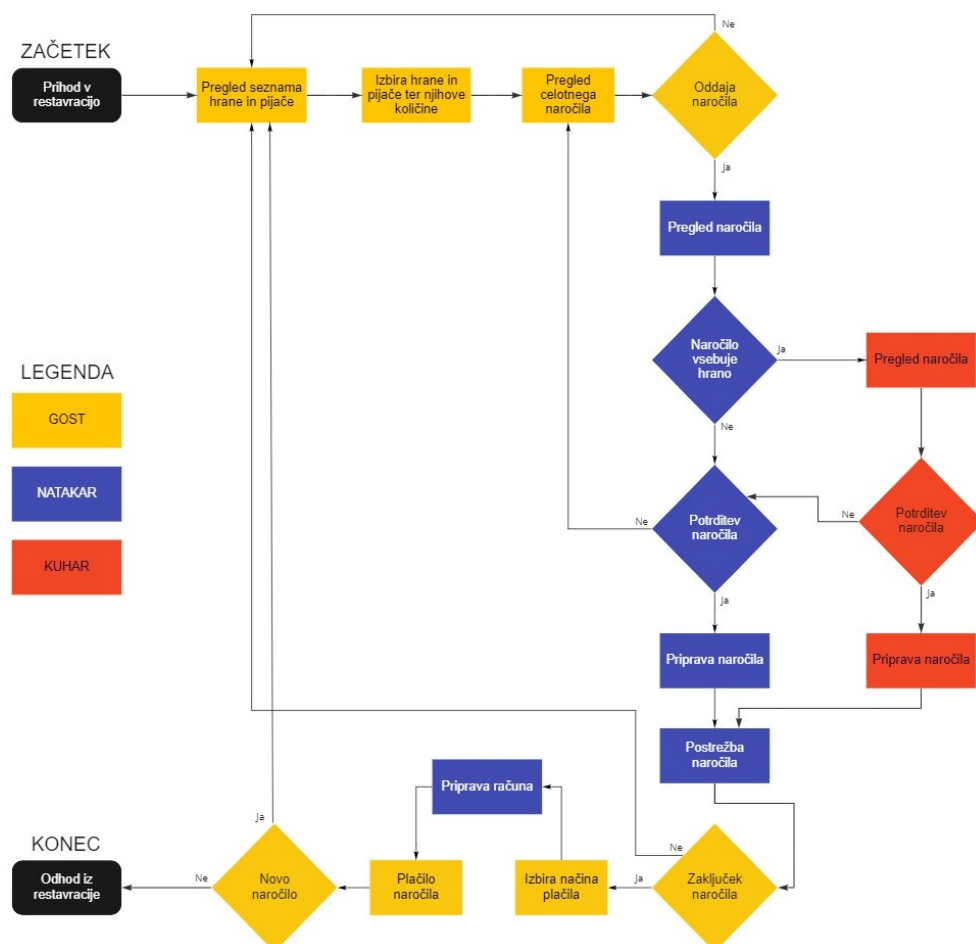 Ne
ZAČETEK
Prihod v
restavracijo
Pregled seznama
hrane in pijače
Izbira hrane in
pijače ter njihove
količine
Pregled
celotnega
naročila
Oddaja
naročila
Ja
Pregled naročila
Naročilo
vsebuje
hrano
Ja
Pregled naročila
Ne
LEGENDA
GOST
NATAKAR
KUHAR
Potrditev
naročila
Ne
Ne
Potrditev
naročila
Ja
Ja
Priprava naročila
Priprava naročila
Postrežba
naročila
Priprava računa
Ja
Ne
KONEC
Odhod iz
restavracije
Ne
Novo
naročilo
Plačilo
naročila
Izbira načina
plačila
Ja
Zaključek
naročila